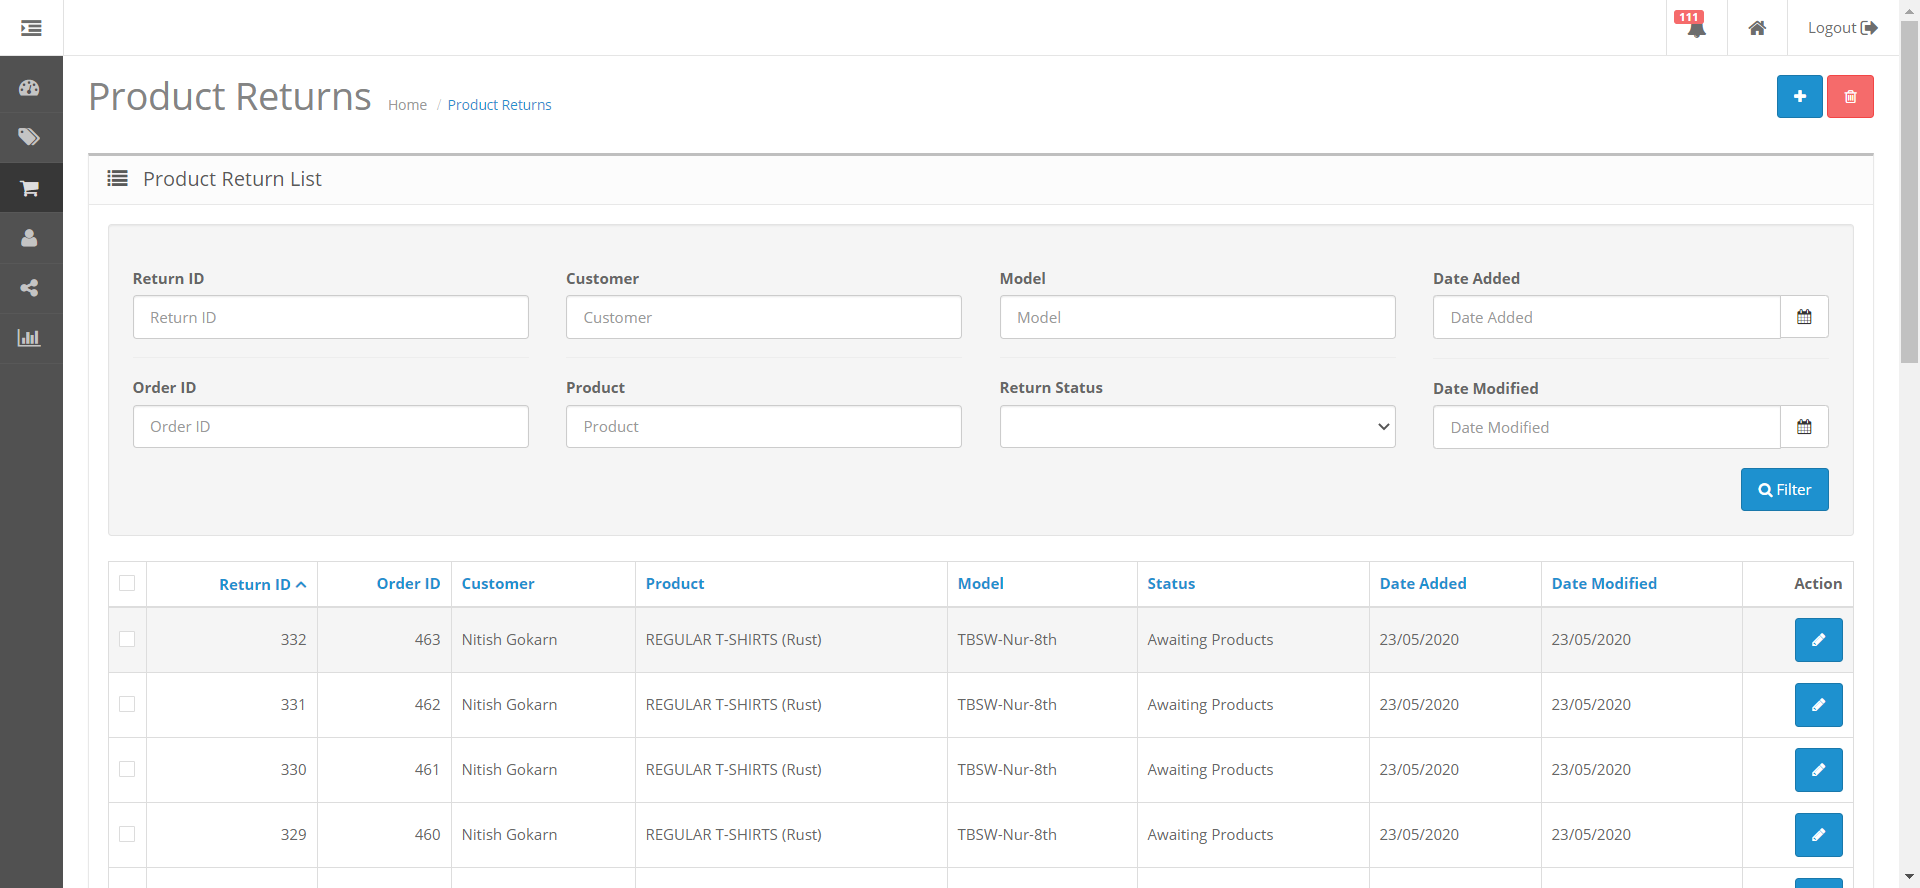 111
Logout
Product Returns Home / Product Returns
Product Return List
Return ID Customer Model Date Added
Return ID Customer Model Date Added
Order ID Product Return Status Date Modified
Order ID Product Date Modified
Filter
Return ID Order ID Customer Product Model Status Date Added Date Modified Action
332 463 Nitish Gokarn REGULAR T-SHIRTS (Rust) TBSW-Nur-8th Awaiting Products 23/05/2020 23/05/2020
331 462 Nitish Gokarn REGULAR T-SHIRTS (Rust) TBSW-Nur-8th Awaiting Products 23/05/2020 23/05/2020
330 461 Nitish Gokarn REGULAR T-SHIRTS (Rust) TBSW-Nur-8th Awaiting Products 23/05/2020 23/05/2020
329 460 Nitish Gokarn REGULAR T-SHIRTS (Rust) TBSW-Nur-8th Awaiting Products 23/05/2020 23/05/2020